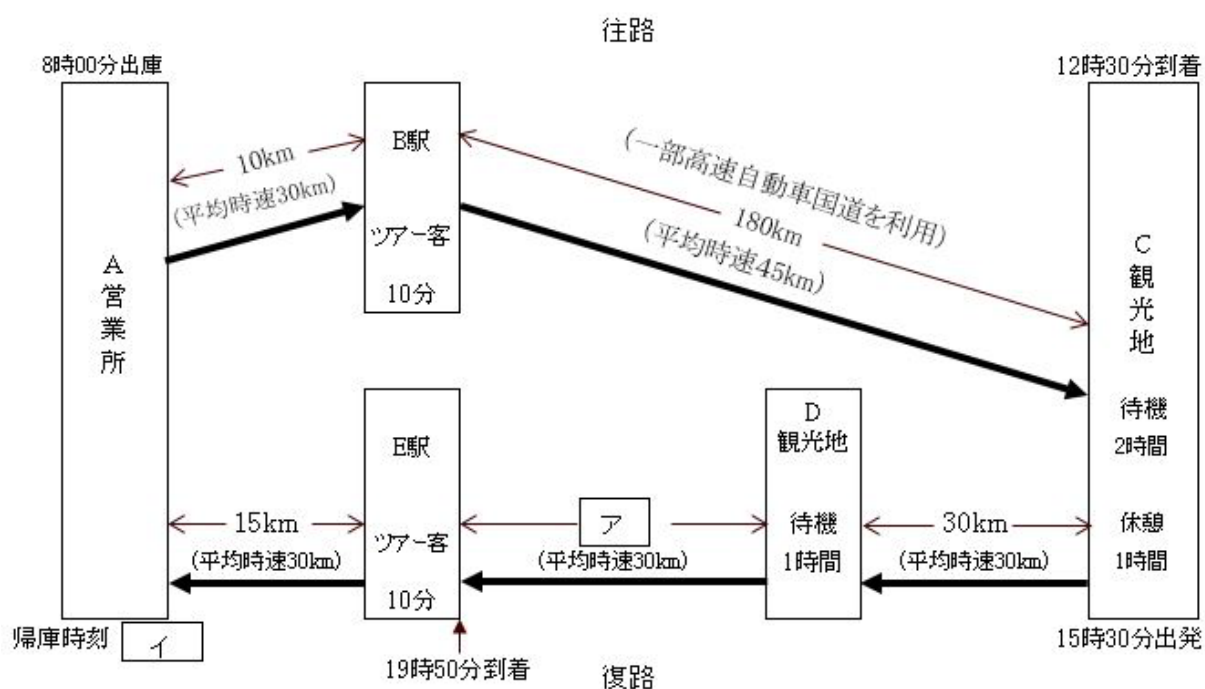 往路
8時00分出庫
12時30分到着
A営業所
10km
(平均時速30km)
B駅
ツアー客
10分
(一部高速自動車国道を利用)
180km
(平均時速45km)
C観光地
待機
2時間
休憩
1時間
D
観光地
待機
1時間
E駅
ツアー客
10分
15km
(平均時速30km)
ア
(平均時速30km)
30km
(平均時速30km)
帰庫時刻 イ
19時50分到着
復路
15時30分出発